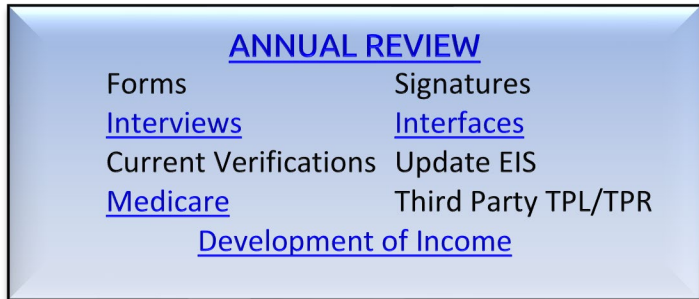 ANNUAL REVIEW
Forms Signatures
Interviews Interfaces
Current Verifications Update EIS
Medicare Third Party TPL/TPR
Development of Income